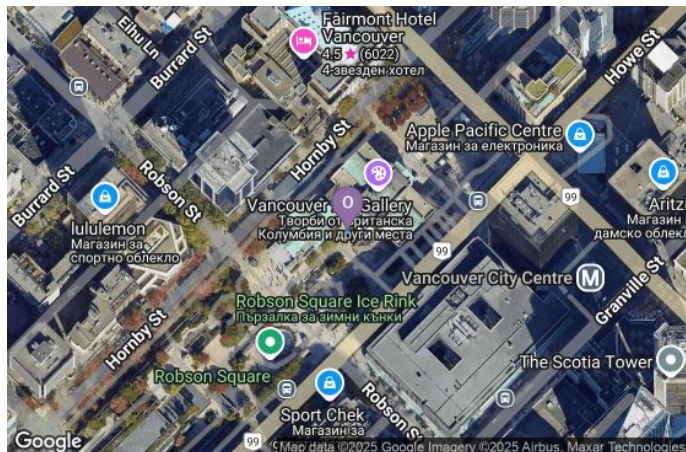 Eihu Ln
Burrard St
Fairmont Hotel
Vancouver
4.5 ★ (6022)
4-звезден хотел
Howe St
Hornby St
Apple Pacific Centre
Магазин за електроника
Robson St
Burrard St
lululemon
Магазин за
спортно облекло
Vancouver
Gallery
O
Творби от
Колумбия и други места
99
Магазин
дамско
99
Vancouver City Centre
M
Granville St
Robson Square Ice Rink
Пързалка за зимни кънки
Hornby St
Robson Square
The Scotia Tower
Sport Chek
Магазин за
Robson St
99
Google
Map data ©2025 Google Imagery ©2025 Airbus, Maxar Technologies